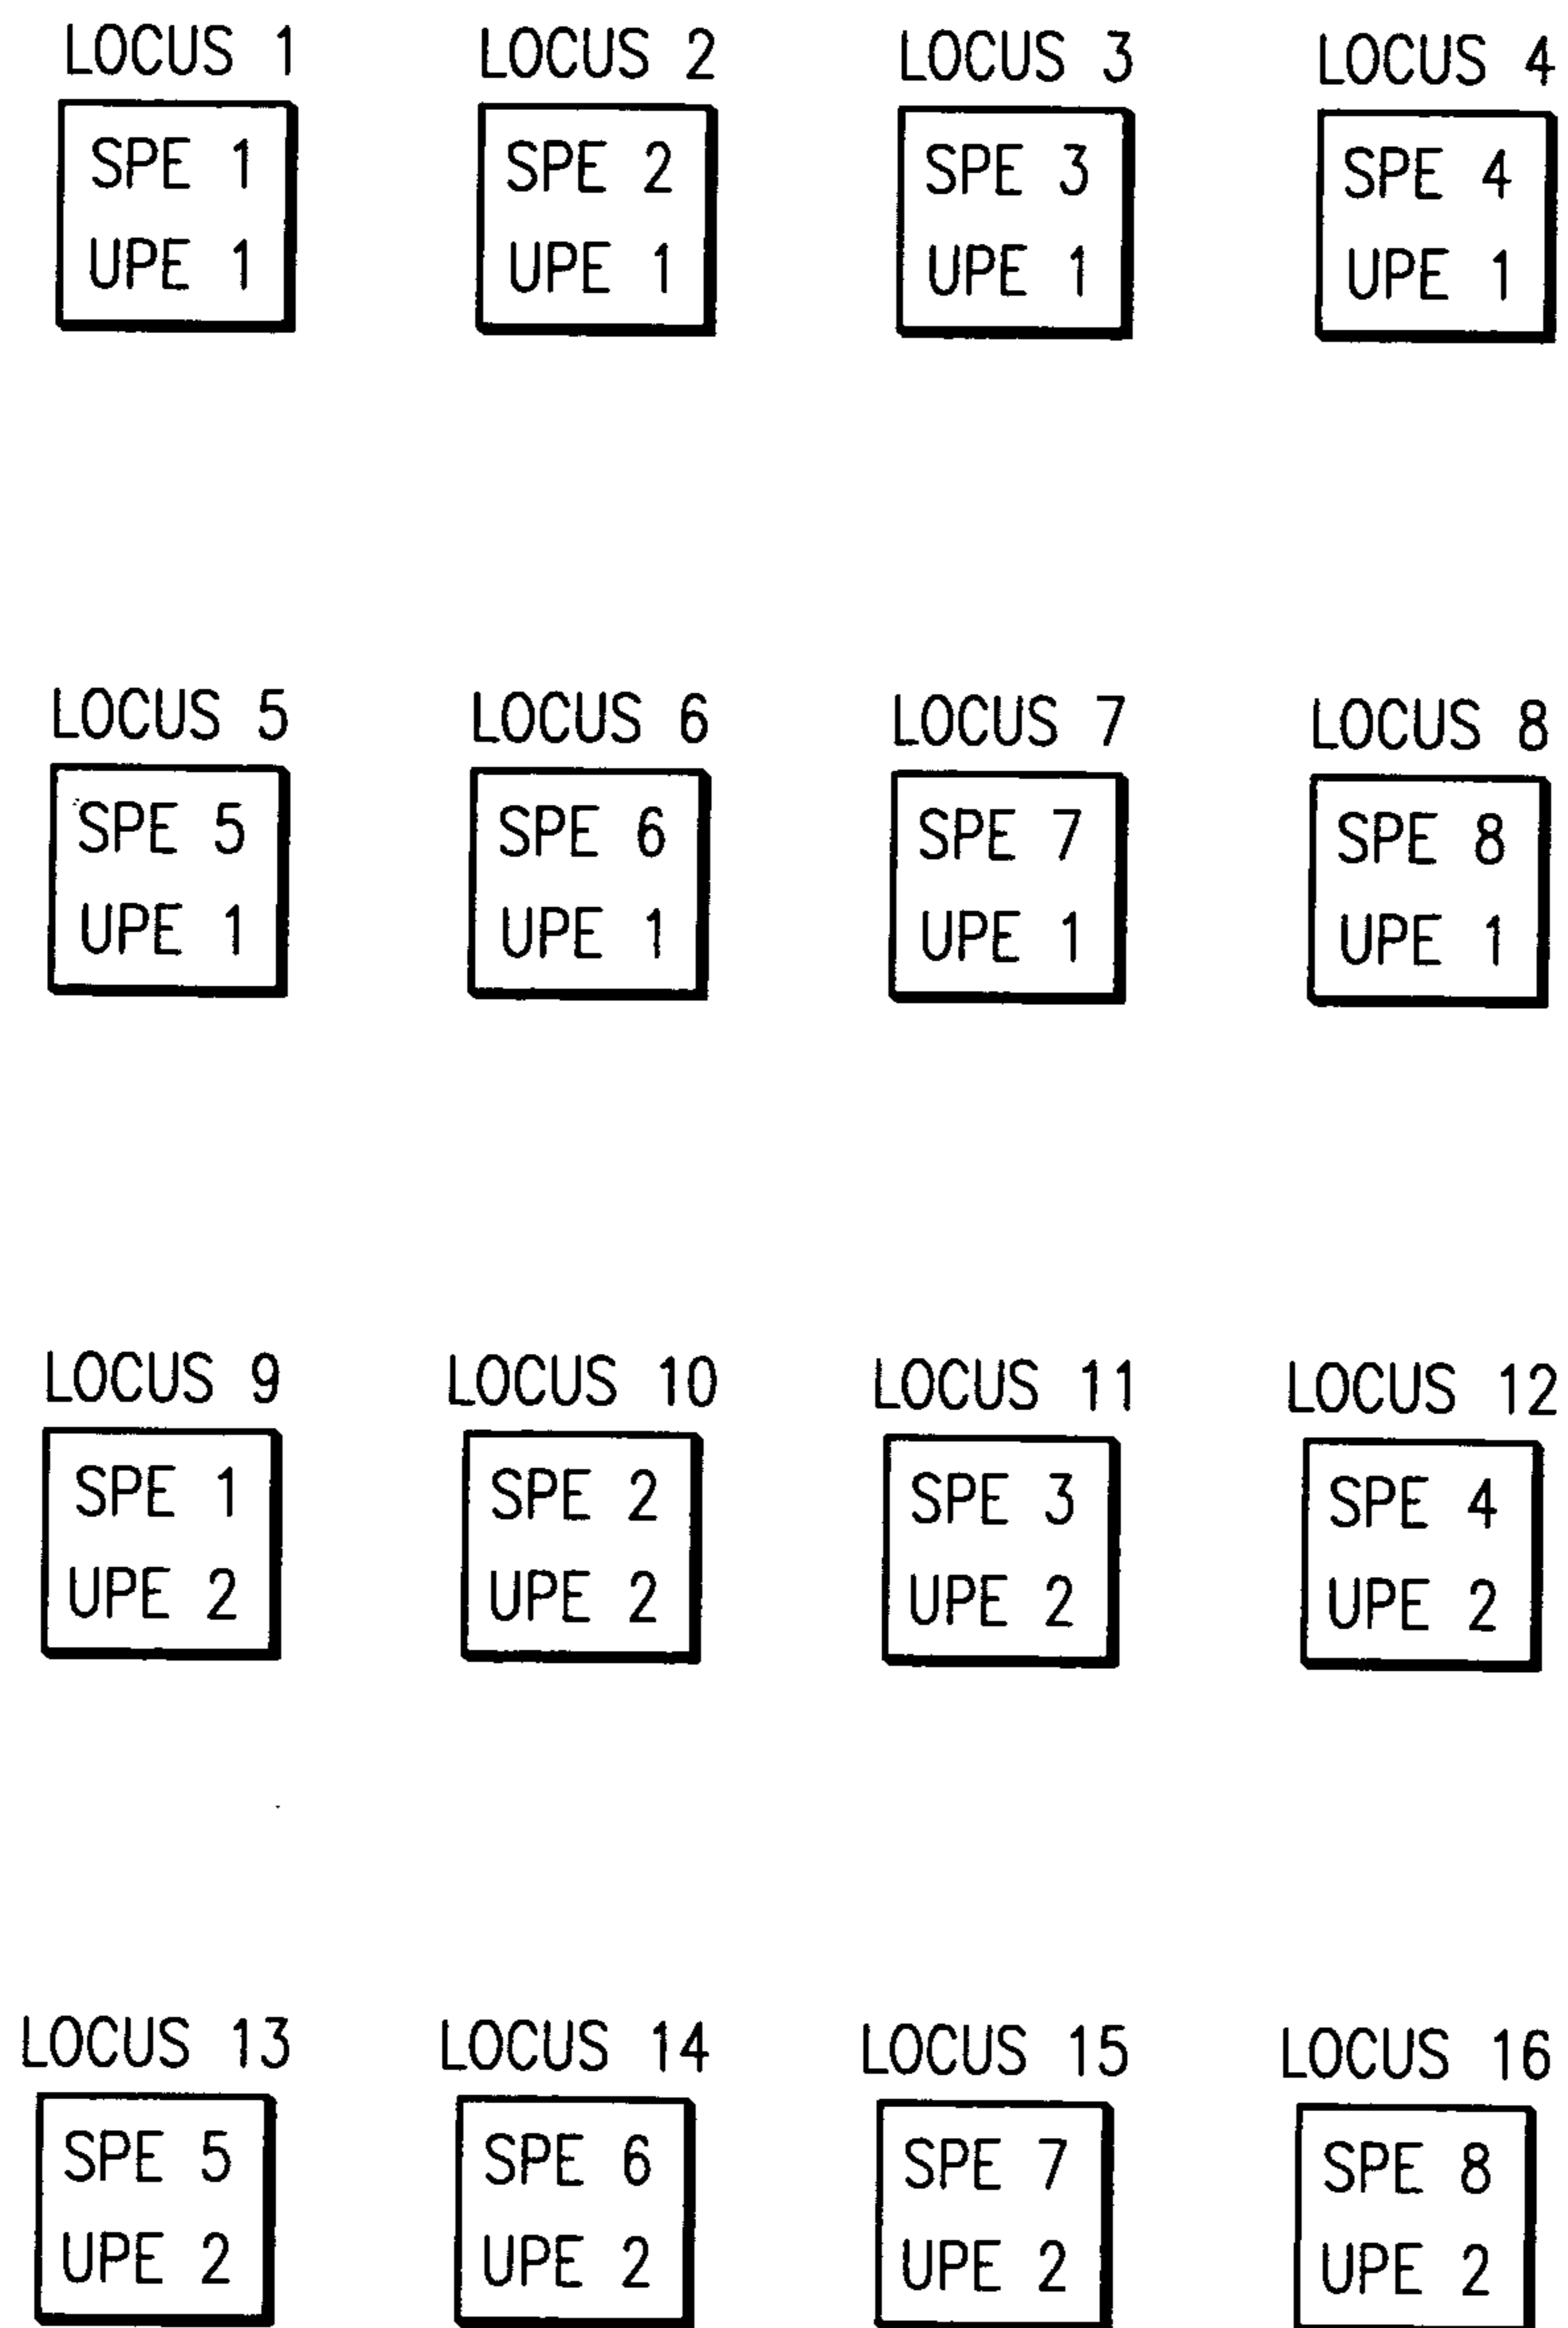 LOCUS 1 LOCUS 2 LOCUS 3 LOCUS 4
SPE 1 SPE 2 SPE 3 SPE 4
UPE 1 UPE 1 UPE 1 UPE 1
LOCUS 5 LOCUS 6 LOCUS 7 LOCUS 8
SPE 5 SPE 6 SPE 7 SPE 8
UPE 1 UPE 1 UPE 1 UPE 1
LOCUS 9 LOCUS 10 LOCUS 11 LOCUS 12
SPE 1 SPE 2 SPE 3 SPE 4
UPE 2 UPE 2 UPE 2 UPE 2
LOCUS 13 LOCUS 14 LOCUS 15 LOCUS 16
SPE 5 SPE 6 SPE 7 SPE 8
UPE 2 UPE 2 UPE 2 UPE 2